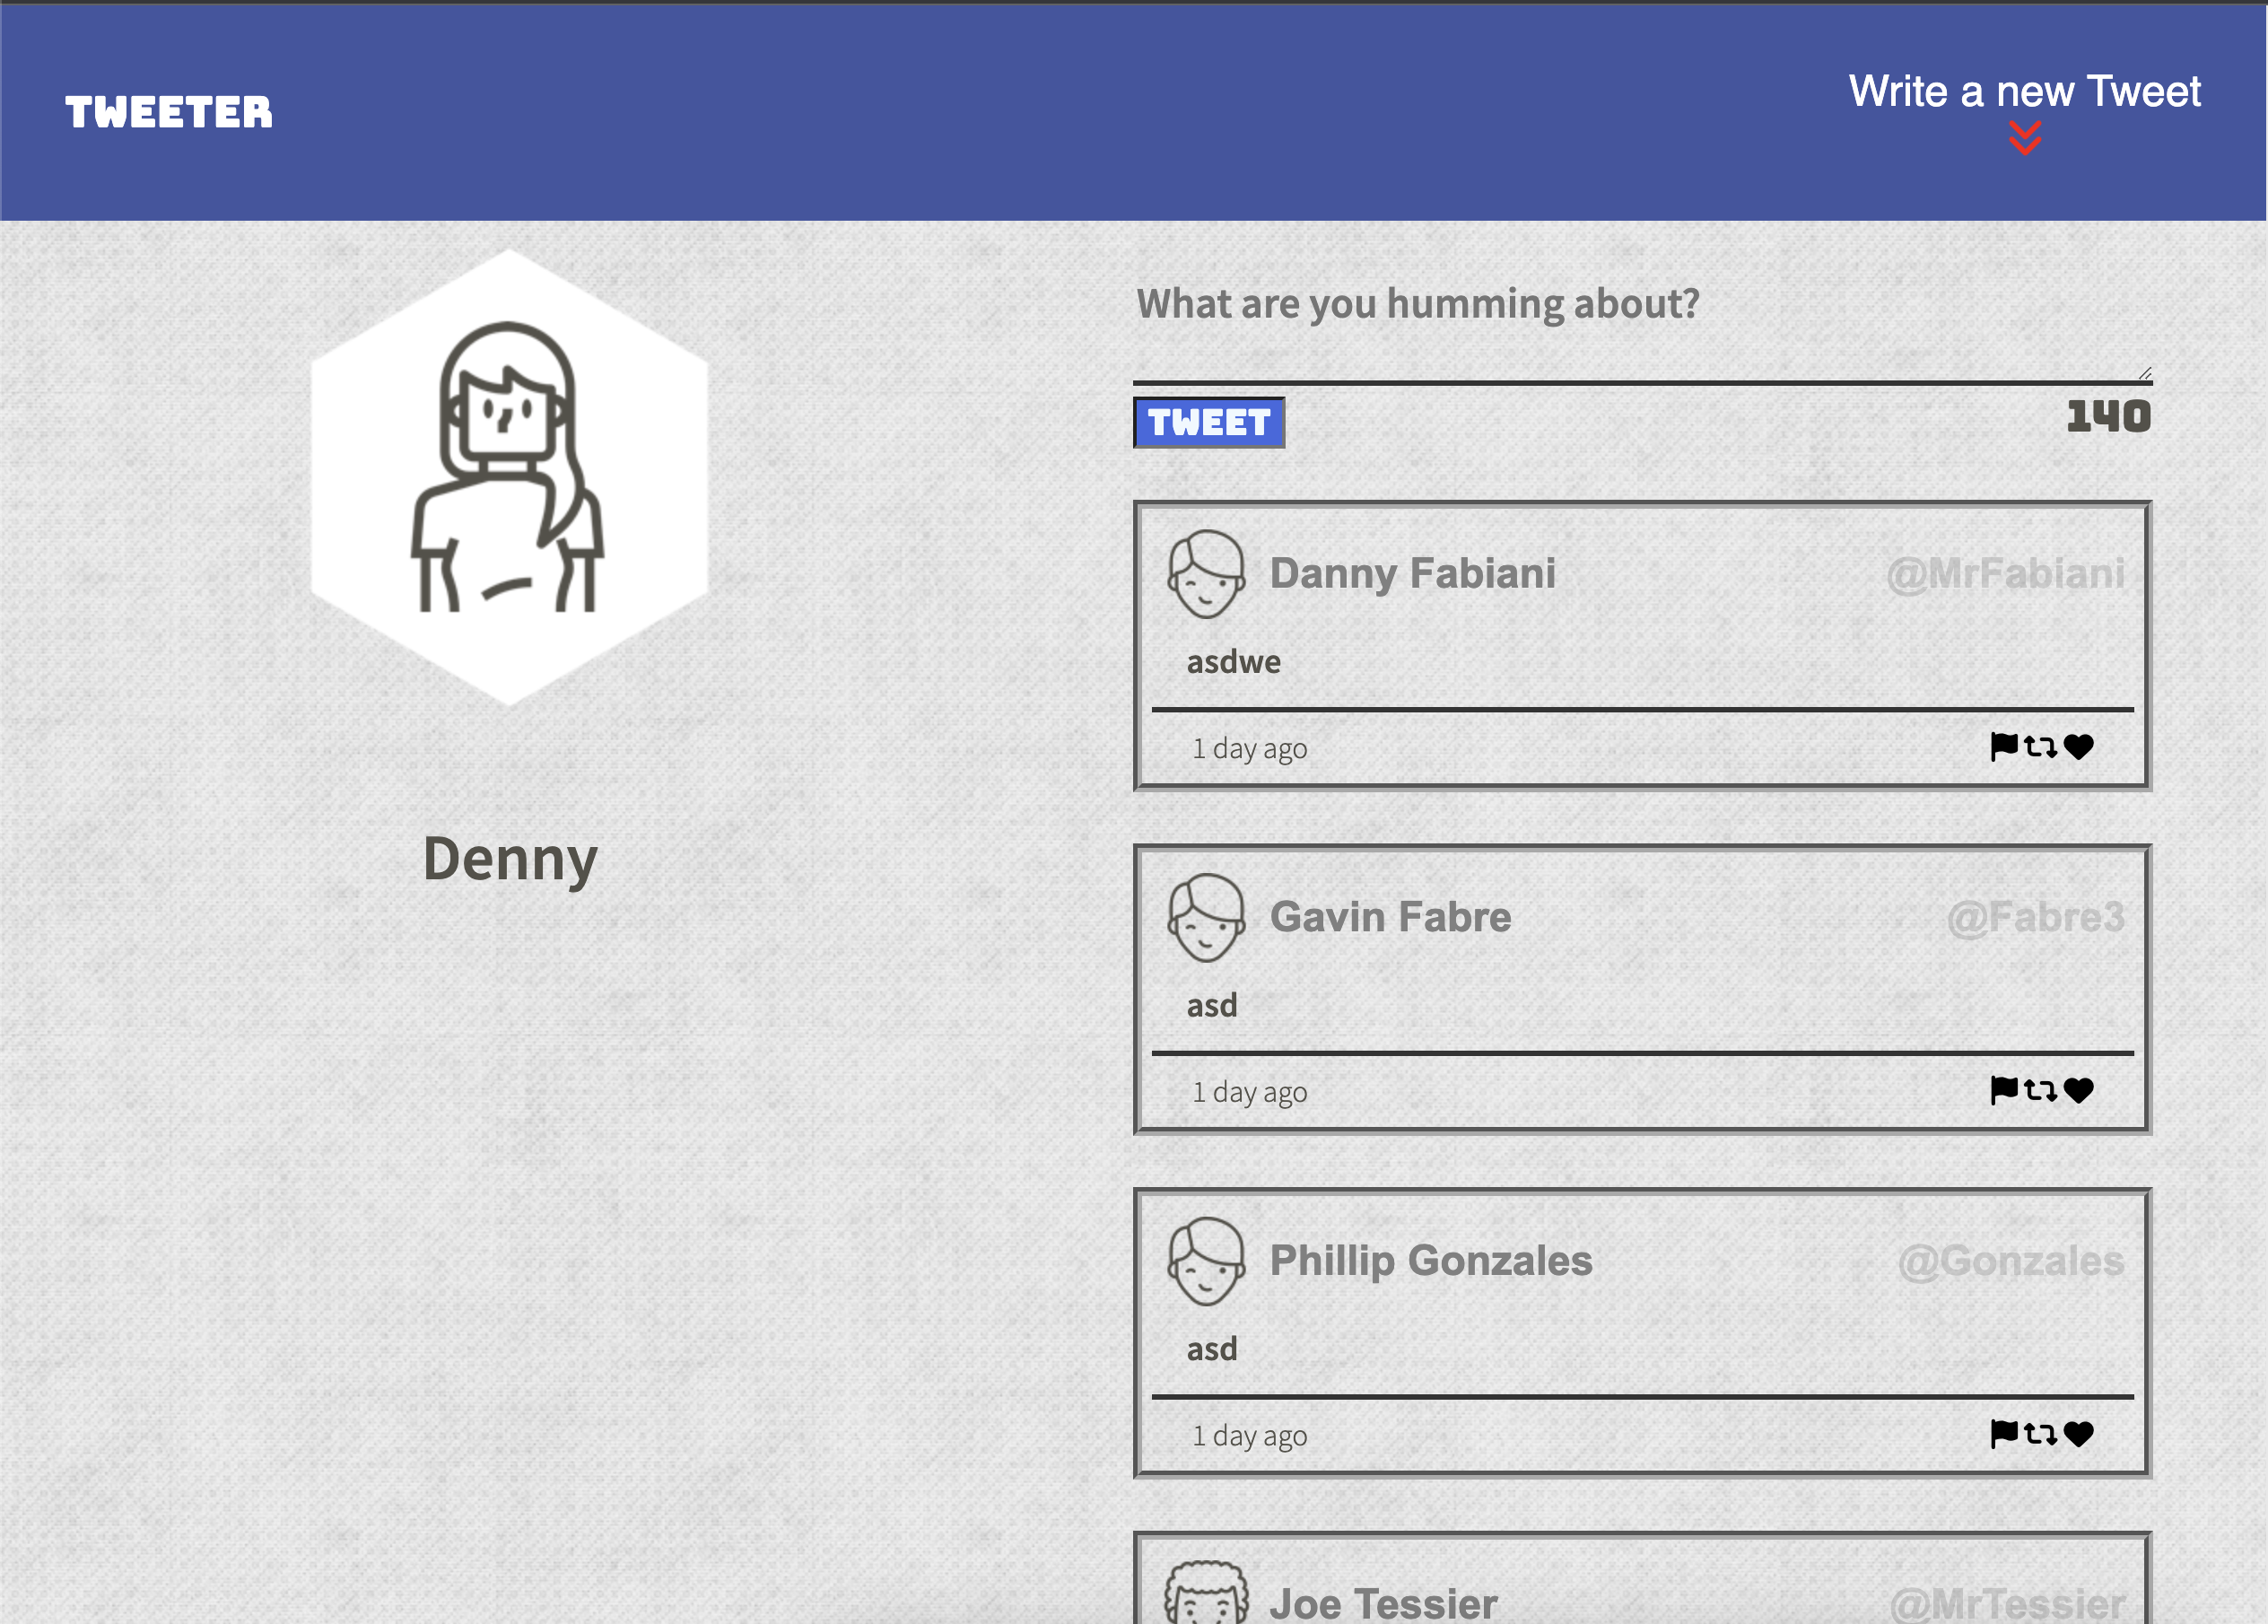 TWEETER
Write a new Tweet
What are you humming about?
TWEET
140
Denny
Danny Fabiani
@MrFabiani
asdwe
1 day ago
Gavin Fabre
@Fabre3
asd
1 day ago
Phillip Gonzales
@Gonzales
asd
1 day ago
Joe Tessier
@MrTessier